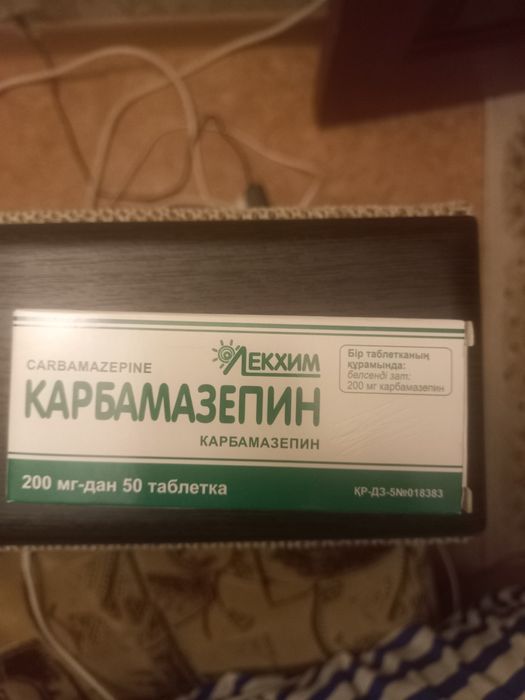 CARBAMAZEPINE
ЛЕКХИМ
КАРБАМАЗЕПИН
КАРБАМАЗЕПИН
200 мг-дан 50 таблетка
Бір таблетканың
құрамында:
белсенді зат:
200 мг карбамазепин
ҚР-ДЗ-5№018383